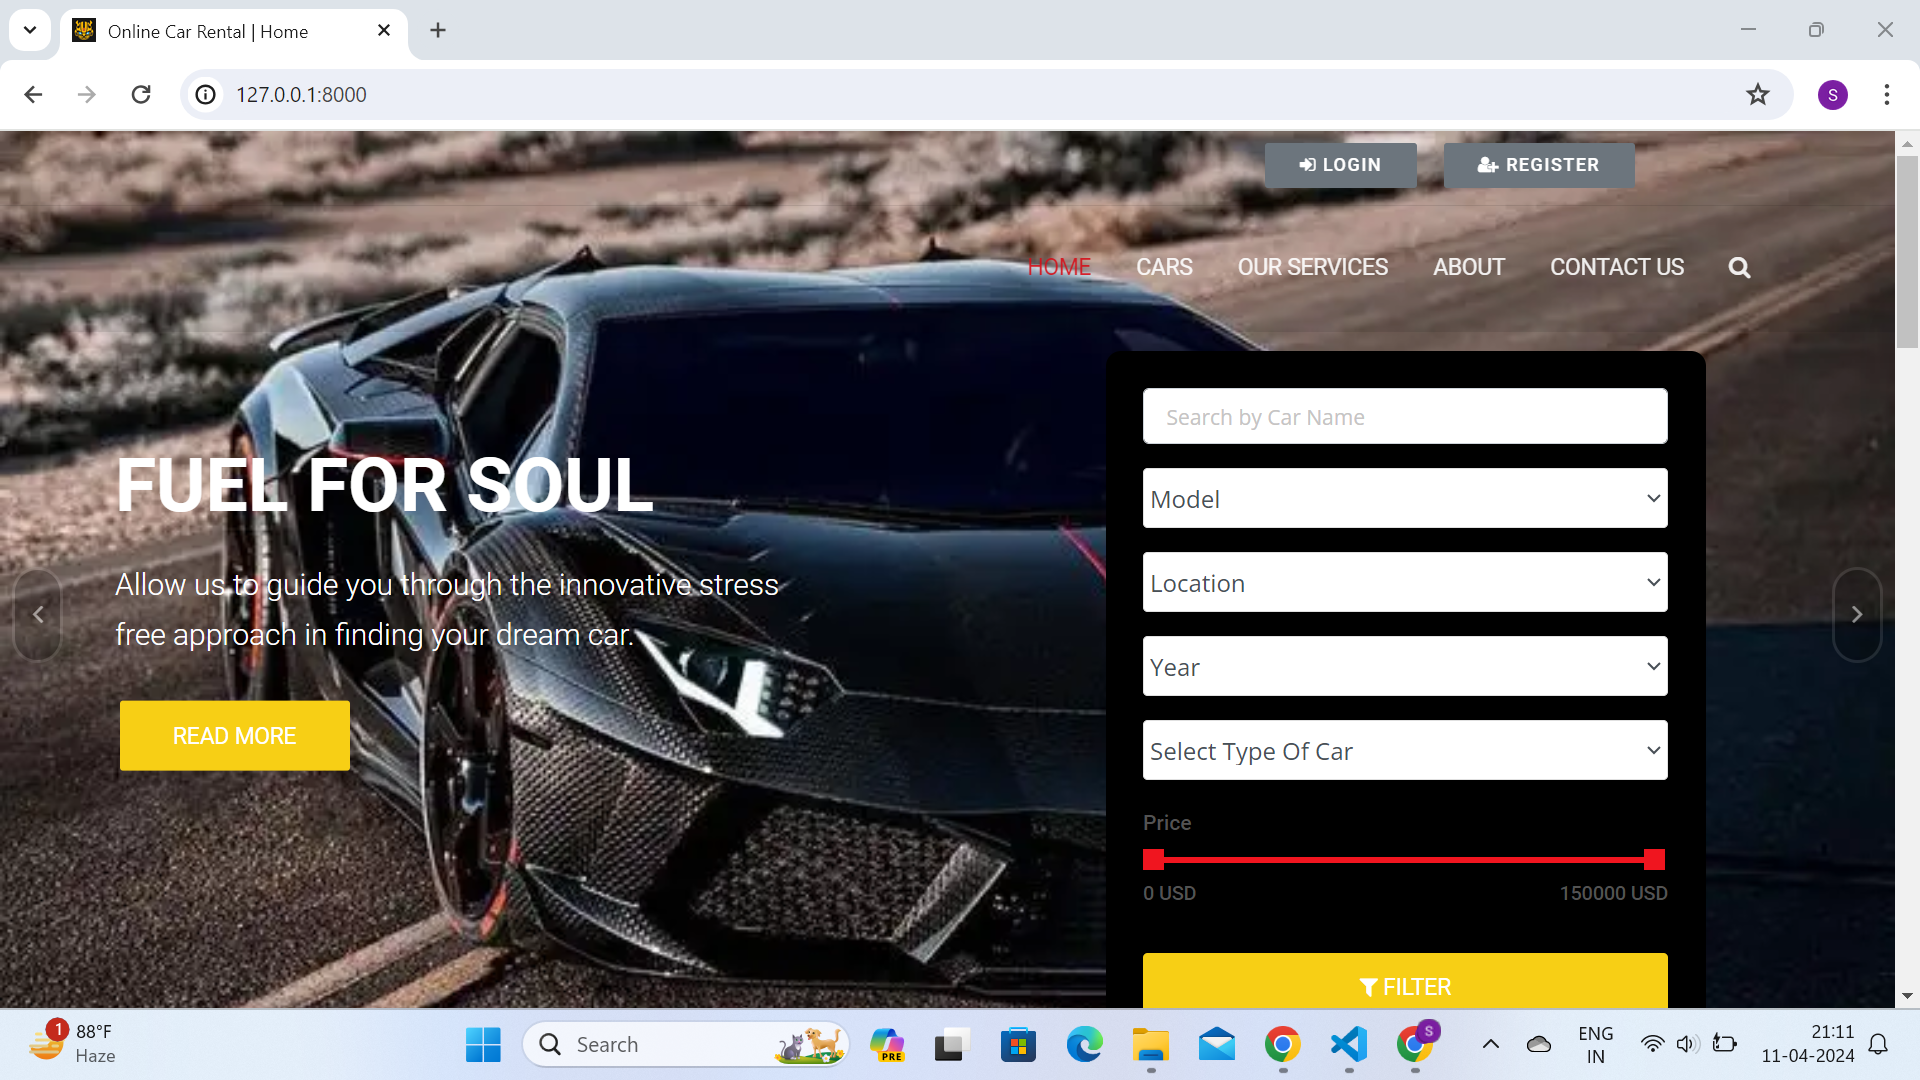 Online Car Rental | Home
127.0.0.1:8000
S
LOGIN
REGISTER
HOME
CARS
OUR SERVICES
ABOUT
CONTACT US
FUEL FOR SOUL
Allow us to guide you through the innovative stress
free approach in finding your dream car.
READ MORE
Search by Car Name
Model
Location
Year
Select Type Of Car
Price
0 USD
150000 USD
FILTER
1
88°F
Haze
Search
PRE
S
ENG
IN
21:11
11-04-2024